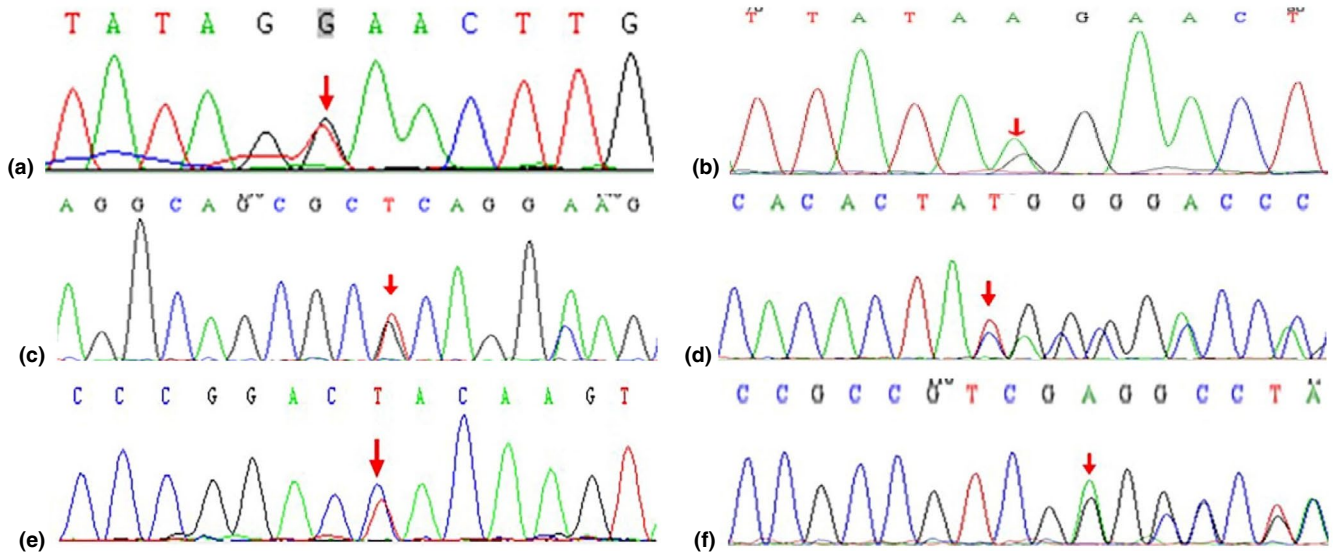 T A T A G G A A C T T G
(a)
T T A T A A G A A C T
(b)
A G G C A G C G C T C A G G A A G
(c)
C A C A C T A T G G G G A C C C
(d)
C C C G G A C T A C A A G T
(e)
C C G C C G T C G A G G C C T A
(f)